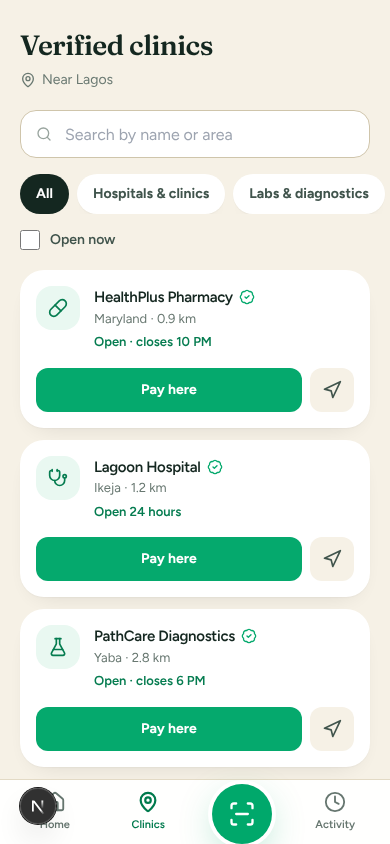 Verified clinics
Near Lagos
Search by name or area
All
Hospitals & clinics
Labs & diagnostics
Open now
HealthPlus Pharmacy
Maryland · 0.9 km
Open · closes 10 PM
Pay here
Lagoon Hospital
Ikeja · 1.2 km
Open 24 hours
Pay here
PathCare Diagnostics
Yaba · 2.8 km
Open · closes 6 PM
Pay here
N
Home
Clinics
Activity